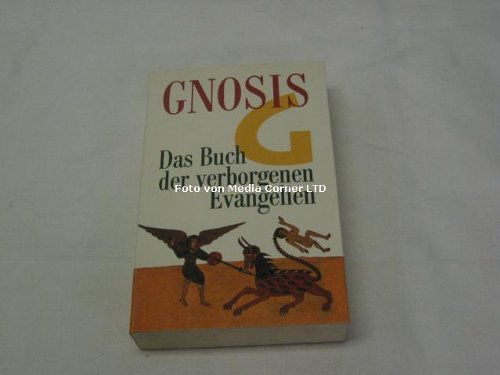 GNOSIS
G
Das Buch
der verborgenen
Foto von Media Corner LTD
Evangelien